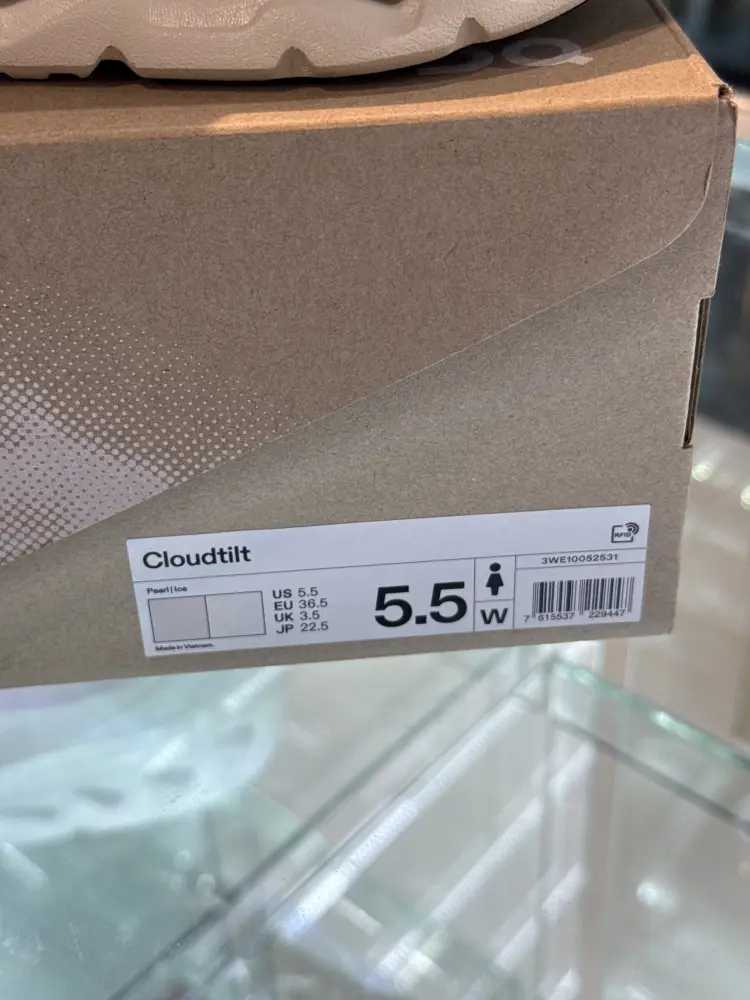 Cloudtilt
RFID
Pearl | Ice
Made in Vietnam.
US 5.5
EU 36.5
UK 3.5
JP 22.5
5.5
W
3WE10052531
7 615537 229447